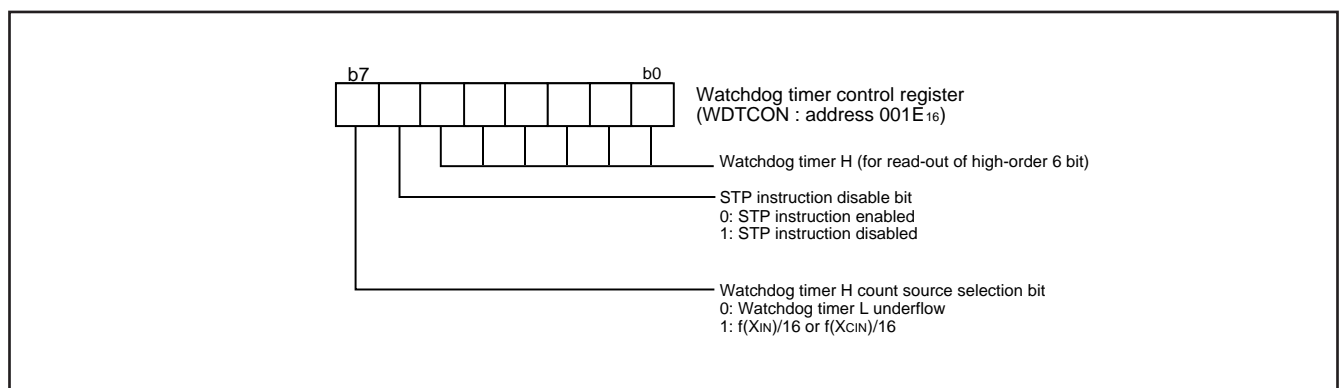 b7 b0
Watchdog timer control register
(WDTCON : address 001E16)
Watchdog timer H (for read-out of high-order 6 bit)
STP instruction disable bit
0: STP instruction enabled
1: STP instruction disabled
Watchdog timer H count source selection bit
0: Watchdog timer L underflow
1: f(XIN)/16 or f(XCIN)/16